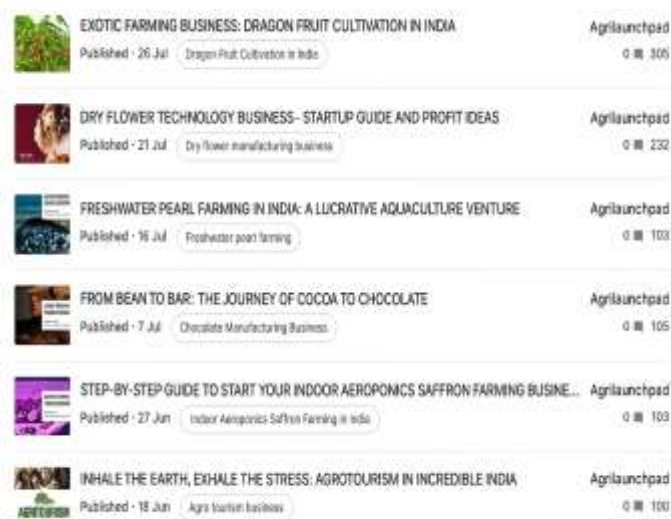 EXOTIC FARMING BUSINESS: DRAGON FRUIT CULTIVATION IN INDIA
Agrilaunchpad
Published · 26 Jul
Dragon Fruit Cultivation in India
0 305
DRY FLOWER TECHNOLOGY BUSINESS- STARTUP GUIDE AND PROFIT IDEAS
Agrilaunchpad
Published · 21 Jul
Dry flower manufacturing business
0 232
FRESHWATER PEARL FARMING IN INDIA: A LUCRATIVE AQUACULTURE VENTURE
Agrilaunchpad
Published · 16 Jul
Freshwater pearl farming
0 103
FROM BEAN TO BAR: THE JOURNEY OF COCOA TO CHOCOLATE
Agrilaunchpad
Published · 7 Jul
Chocolate Manufacturing Business
0 105
STEP-BY-STEP GUIDE TO START YOUR INDOOR AEROPONICS SAFFRON FARMING BUSINE...
Agrilaunchpad
Published · 27 Jun
Indoor Aeroponics Saffron Farming in India
0 103
INHALE THE EARTH, EXHALE THE STRESS: AGROTOURISM IN INCREDIBLE INDIA
Agrilaunchpad
AGROTOURISM
Published · 18 Jun
Agro tourism business
0 100